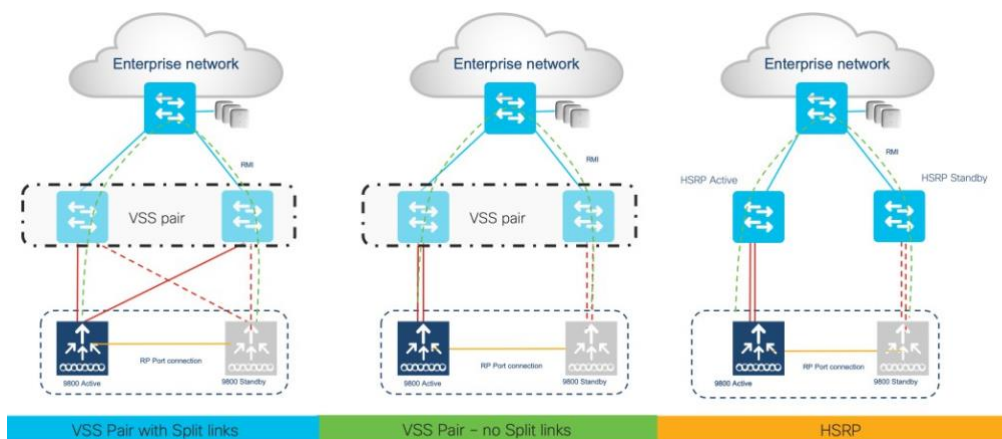 Enterprise network
RMI
VSS pair
RP Port connection
9800 Active
9800 Standby
VSS Pair with Split links
Enterprise network
RMI
VSS pair
RP Port connection
9800 Active
9800 Standby
VSS Pair – no Split links
Enterprise network
RMI
HSRP Active
HSRP Standby
RP Port connection
9800 Active
9800 Standby
HSRP